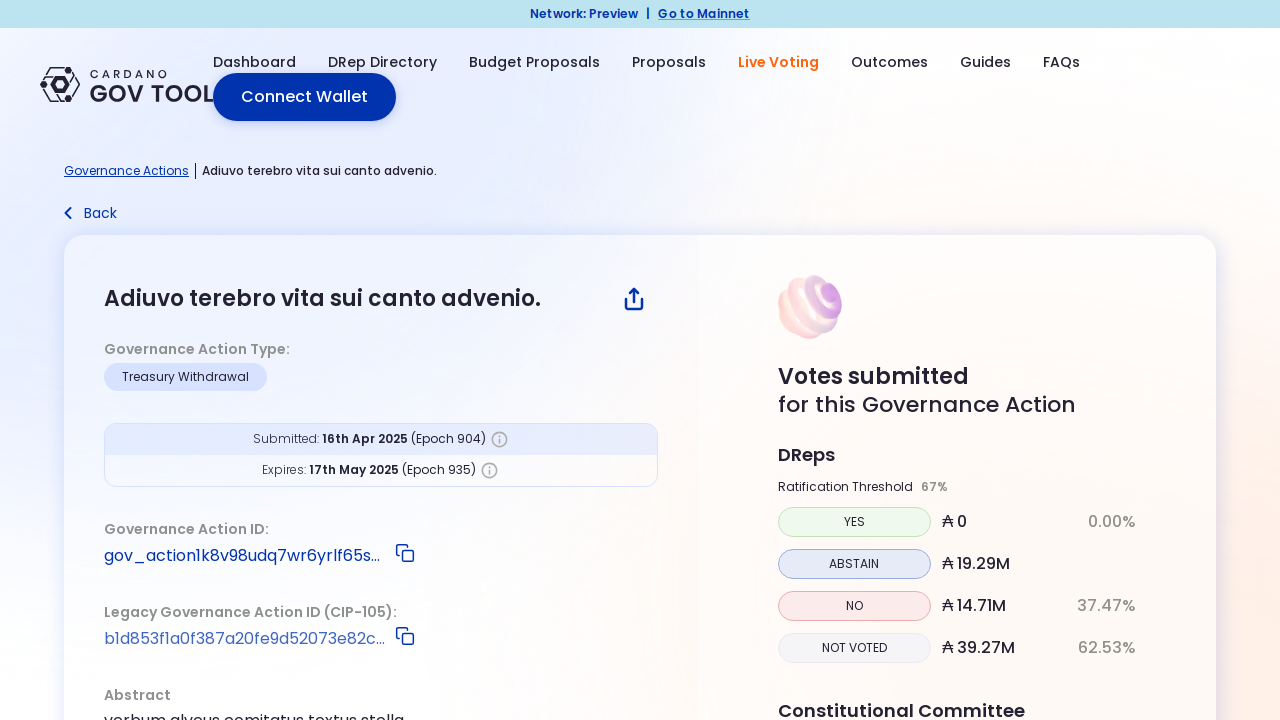 Network: Preview | Go to Mainnet
CARDANO
GOV TOOL
Dashboard DRep Directory Budget Proposals Proposals Live Voting Outcomes Guides FAQs
Connect Wallet
Governance Actions | Adiuvo terebro vita sui canto advenio.
Back
Adiuvo terebro vita sui canto advenio.
Governance Action Type:
Treasury Withdrawal
Submitted: 16th Apr 2025 (Epoch 904)
Expires: 17th May 2025 (Epoch 935)
Governance Action ID:
gov_action1k8v98udq7wr6yrlf65s...
Legacy Governance Action ID (CIP-105):
b1d853f1a0f387a20fe9d52073e82c...
Abstract
verbum alveus comitatus textus stella
Votes submitted
for this Governance Action
DReps
Ratification Threshold 67%
YES ₳ 0 0.00%
ABSTAIN ₳ 19.29M
NO ₳ 14.71M 37.47%
NOT VOTED ₳ 39.27M 62.53%
Constitutional Committee